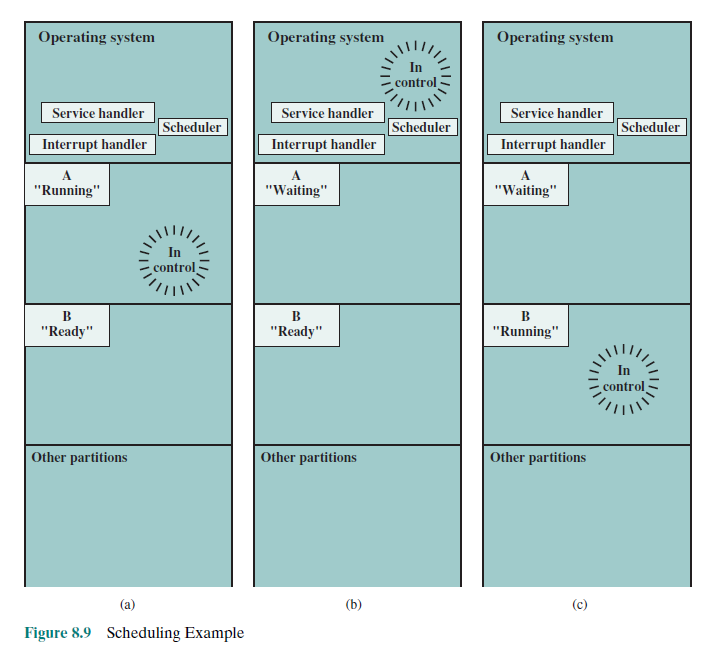 Operating system
Service handler
Scheduler
Interrupt handler
A
"Running"
In
control
B
"Ready"
Other partitions
(a)
Operating system
In
control
Service handler
Scheduler
Interrupt handler
A
"Waiting"
B
"Ready"
Other partitions
(b)
Operating system
Service handler
Scheduler
Interrupt handler
A
"Waiting"
B
"Running"
In
control
Other partitions
(c)
Figure 8.9 Scheduling Example